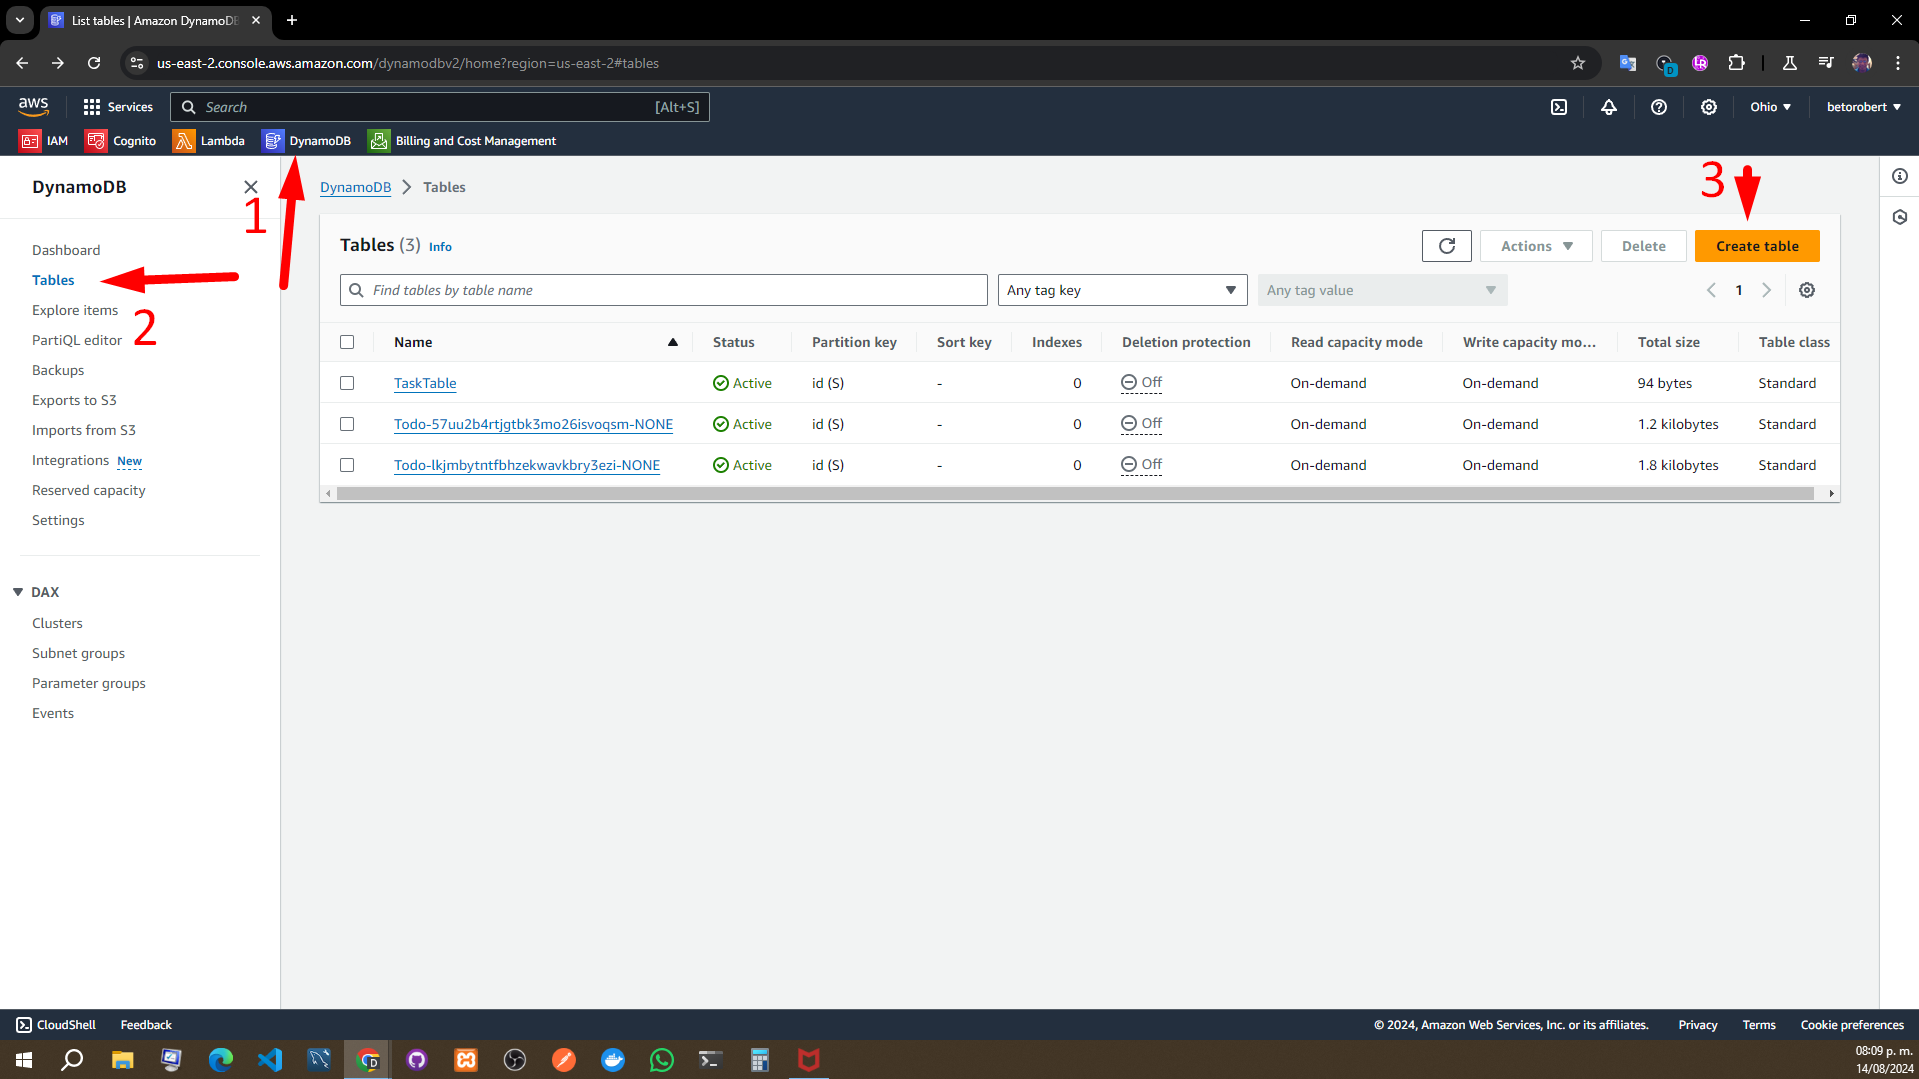 List tables | Amazon DynamoDB
us-east-2.console.aws.amazon.com/dynamodbv2/home?region=us-east-2#tables
aws
Services
Search
[Alt+S]
Ohio
betorobert
IAM
Cognito
Lambda
DynamoDB
Billing and Cost Management
DynamoDB
1
Dashboard
Tables
Explore items
2
PartiQL editor
Backups
Exports to S3
Imports from S3
Integrations New
Reserved capacity
Settings
DAX
Clusters
Subnet groups
Parameter groups
Events
DynamoDB > Tables
3
Tables (3) Info
Actions
Delete
Create table
Find tables by table name
Any tag key
Any tag value
1
Name Status Partition key Sort key Indexes Deletion protection Read capacity mode Write capacity mo... Total size Table class
TaskTable Active id (S) - 0 Off On-demand On-demand 94 bytes Standard
Todo-57uu2b4rtjgtbk3mo26isvoqsm-NONE Active id (S) - 0 Off On-demand On-demand 1.2 kilobytes Standard
Todo-lkjmbytntfbhzekwavkbry3ezi-NONE Active id (S) - 0 Off On-demand On-demand 1.8 kilobytes Standard
CloudShell
Feedback
© 2024, Amazon Web Services, Inc. or its affiliates.
Privacy
Terms
Cookie preferences
08:09 p. m.
14/08/2024